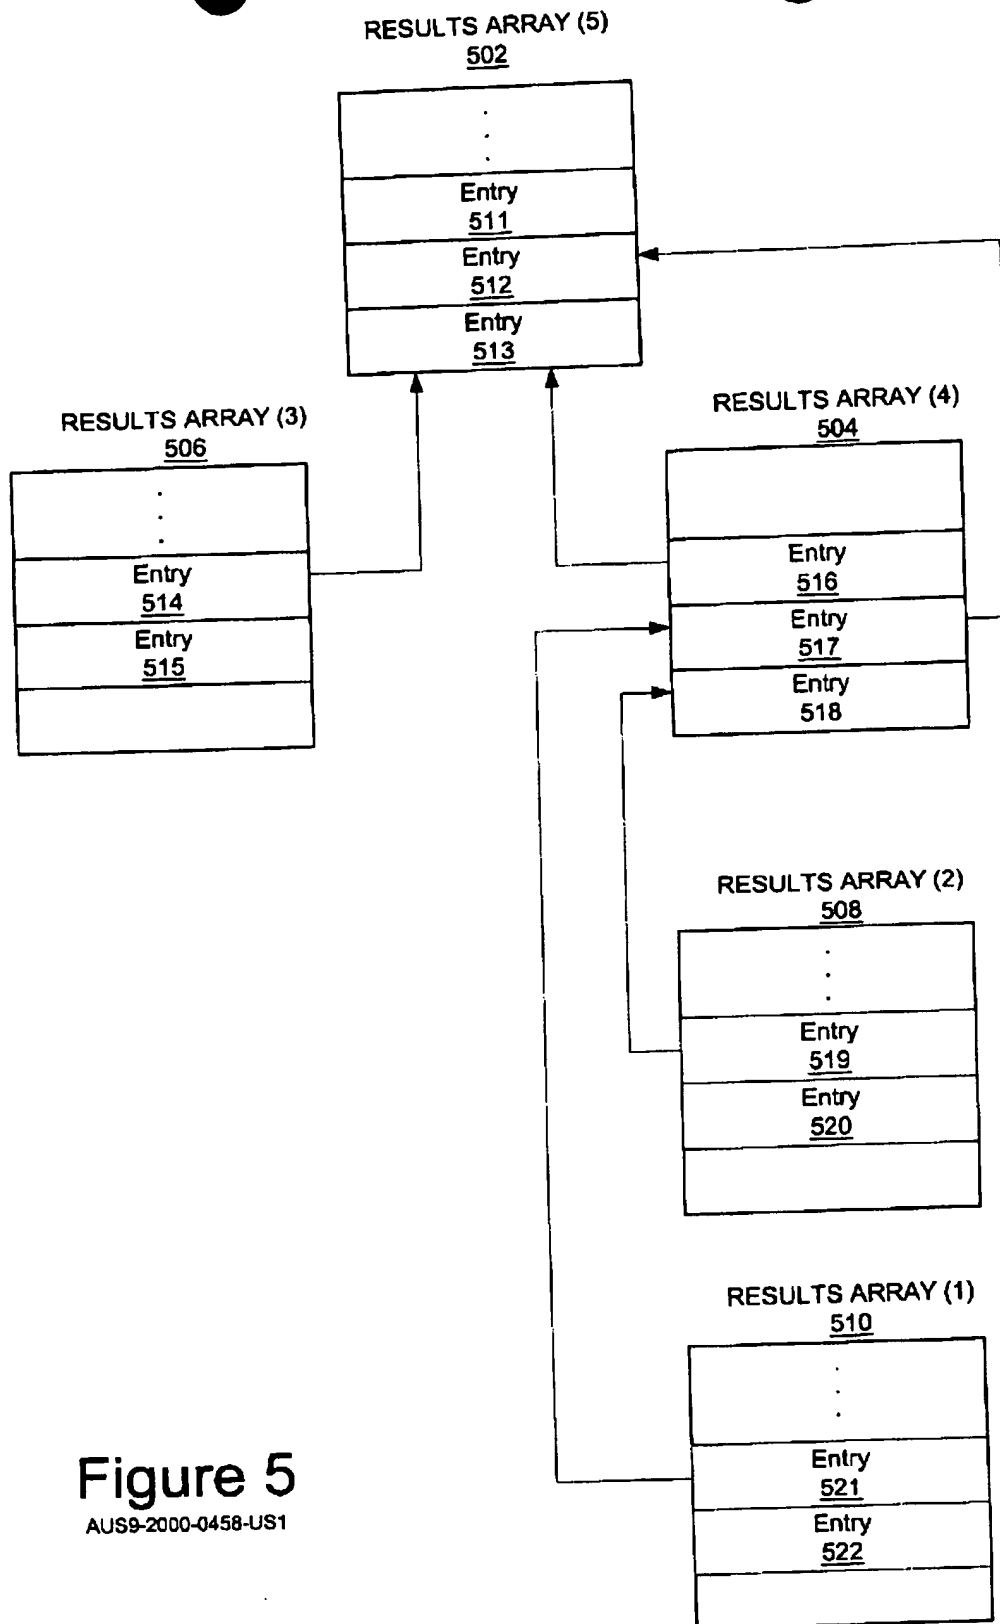 RESULTS ARRAY (5)
502
Entry
511
Entry
512
Entry
513
RESULTS ARRAY (3)
506
Entry
514
Entry
515
RESULTS ARRAY (4)
504
Entry
516
Entry
517
Entry
518
RESULTS ARRAY (2)
508
Entry
519
Entry
520
RESULTS ARRAY (1)
510
Entry
521
Entry
522
Figure 5
AUS9-2000-0458-US1